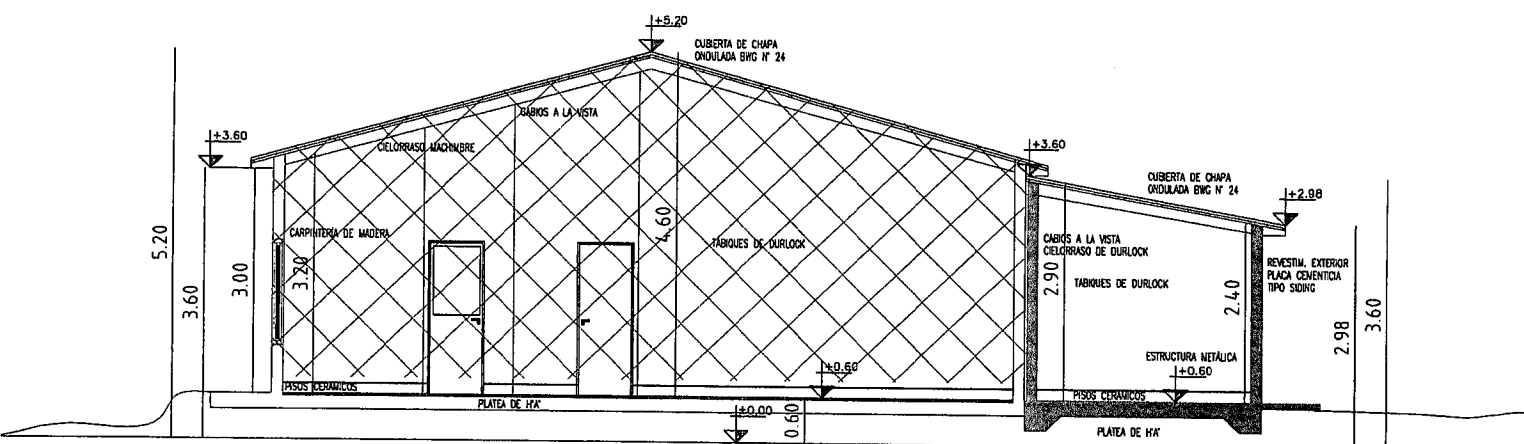 +5.20
CUBIERTA DE CHAPA
ONDULADA BWG N° 24
+3.60
CABIOS A LA VISTA
CIELORRASO MACHIMBRE
+3.60
CUBIERTA DE CHAPA
ONDULADA BWG N° 24
+2.98
5.20
3.60
3.00
CARPINTERIA DE MADERA
3.20
4.60
TABIQUES DE DURLOCK
CABIOS A LA VISTA
CIELORRASO DE DURLOCK
2.90
TABIQUES DE DURLOCK
2.40
REVESTIM. EXTERIOR
PLACA CEMENTICIA
TIPO SIDING
2.98
3.60
ESTRUCTURA METÁLICA
+0.60
+0.60
PISOS CERAMICOS
PISOS CERAMICOS
PLATEA DE H°A°
+0.00
0.60
PLATEA DE H°A°